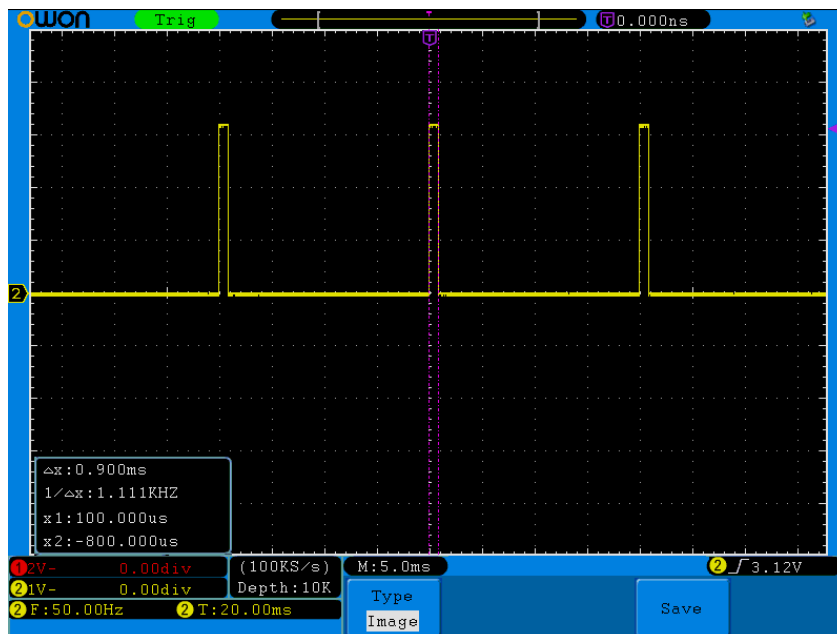 OWON Trig T 0.000ns
T
2
△x:0.900ms
1/△x:1.111KHZ
x1:100.000us
x2:-800.000us
1 2V- 0.00div (100KS/s) M:5.0ms 2 3.12V
2 1V- 0.00div Depth:10K
2 F:50.00Hz 2 T:20.00ms
Type
Image
Save